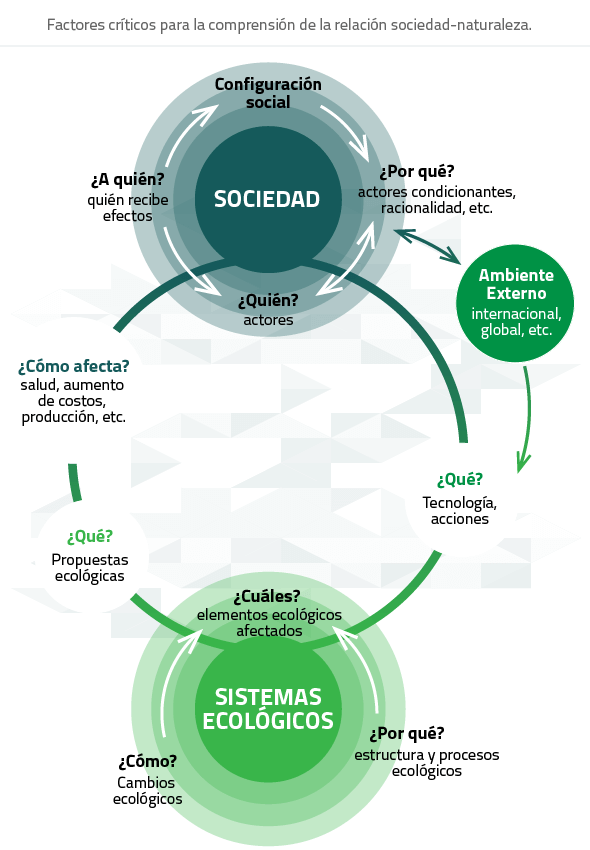 Factores críticos para la comprensión de la relación sociedad-naturaleza.
Configuración
social
¿A quién?
quién recibe
efectos
SOCIEDAD
¿Por qué?
actores condicionantes,
racionalidad, etc.
¿Quién?
actores
Ambiente
Externo
internacional,
global, etc.
¿Cómo afecta?
salud, aumento
de costos,
producción, etc.
¿Qué?
Tecnología,
acciones
¿Qué?
Propuestas
ecológicas
¿Cuáles?
elementos ecológicos
afectados
SISTEMAS
ECOLÓGICOS
¿Por qué?
estructura y procesos
ecológicos
¿Cómo?
Cambios
ecológicos